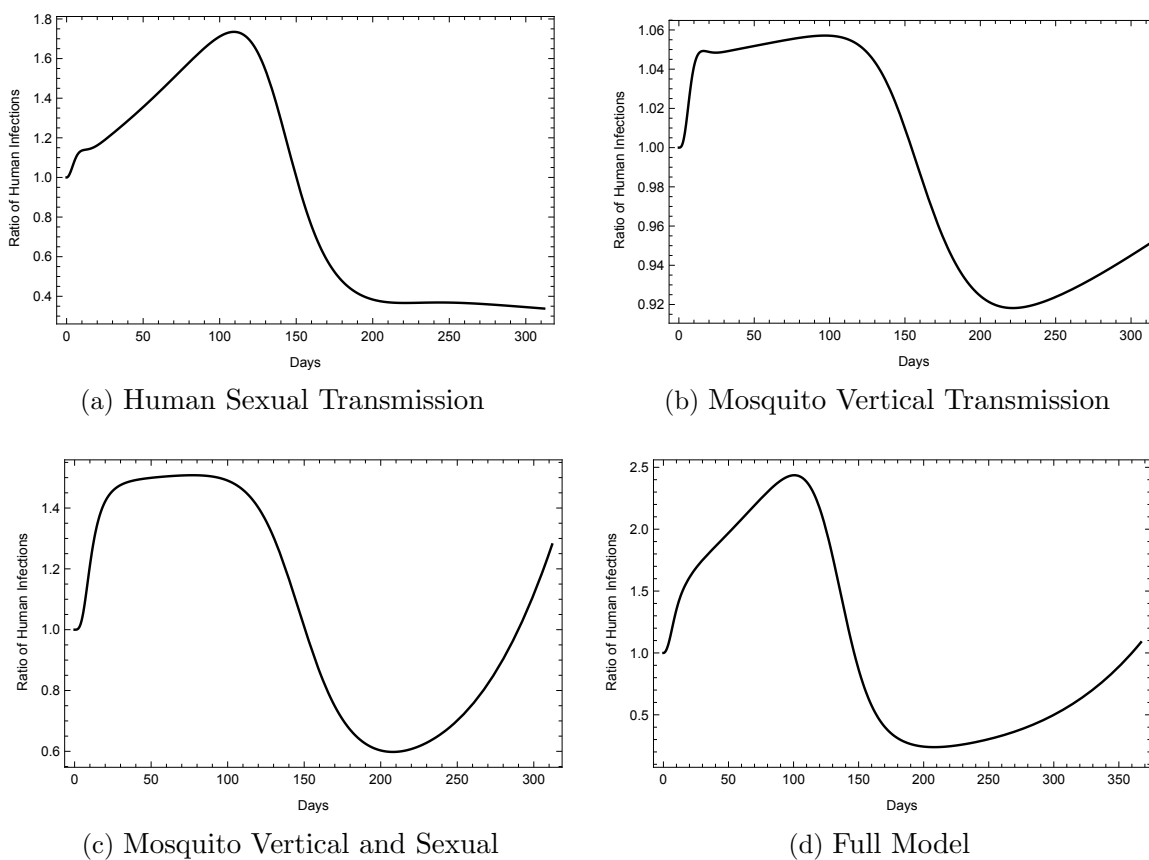 1.8
1.6
1.4
1.2
1.0
0.8
0.6
0.4
Ratio of Human Infections
0 50 100 150 200 250 300
Days
(a) Human Sexual Transmission
1.06
1.04
1.02
1.00
0.98
0.96
0.94
0.92
Ratio of Human Infections
0 50 100 150 200 250 300
Days
(b) Mosquito Vertical Transmission
1.4
1.2
1.0
0.8
0.6
Ratio of Human Infections
0 50 100 150 200 250 300
Days
(c) Mosquito Vertical and Sexual
2.5
2.0
1.5
1.0
0.5
Ratio of Human Infections
0 50 100 150 200 250 300 350
Days
(d) Full Model